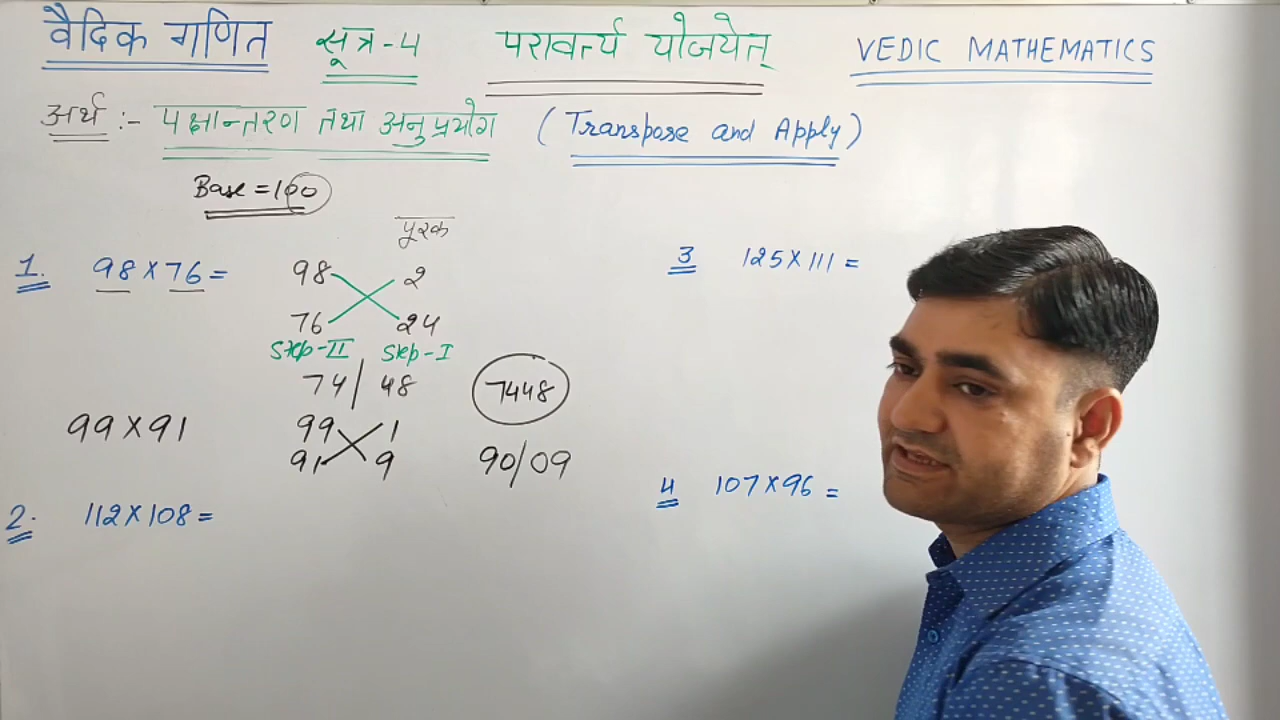 वैदिक गणित सूत्र-4 परावर्त्य योजयेत् VEDIC MATHEMATICS
अर्थ :- पक्षान्तरण तथा अनुप्रयोग (Transpose and Apply)
Base = 100
पूरक
1. 98 × 76 =
98 2
76 24
Step-II Step-I
74 / 48
7448
99 × 91
99 1
91 9
90/09
2. 112 × 108 =
3 125 × 111 =
4 107 × 96 =